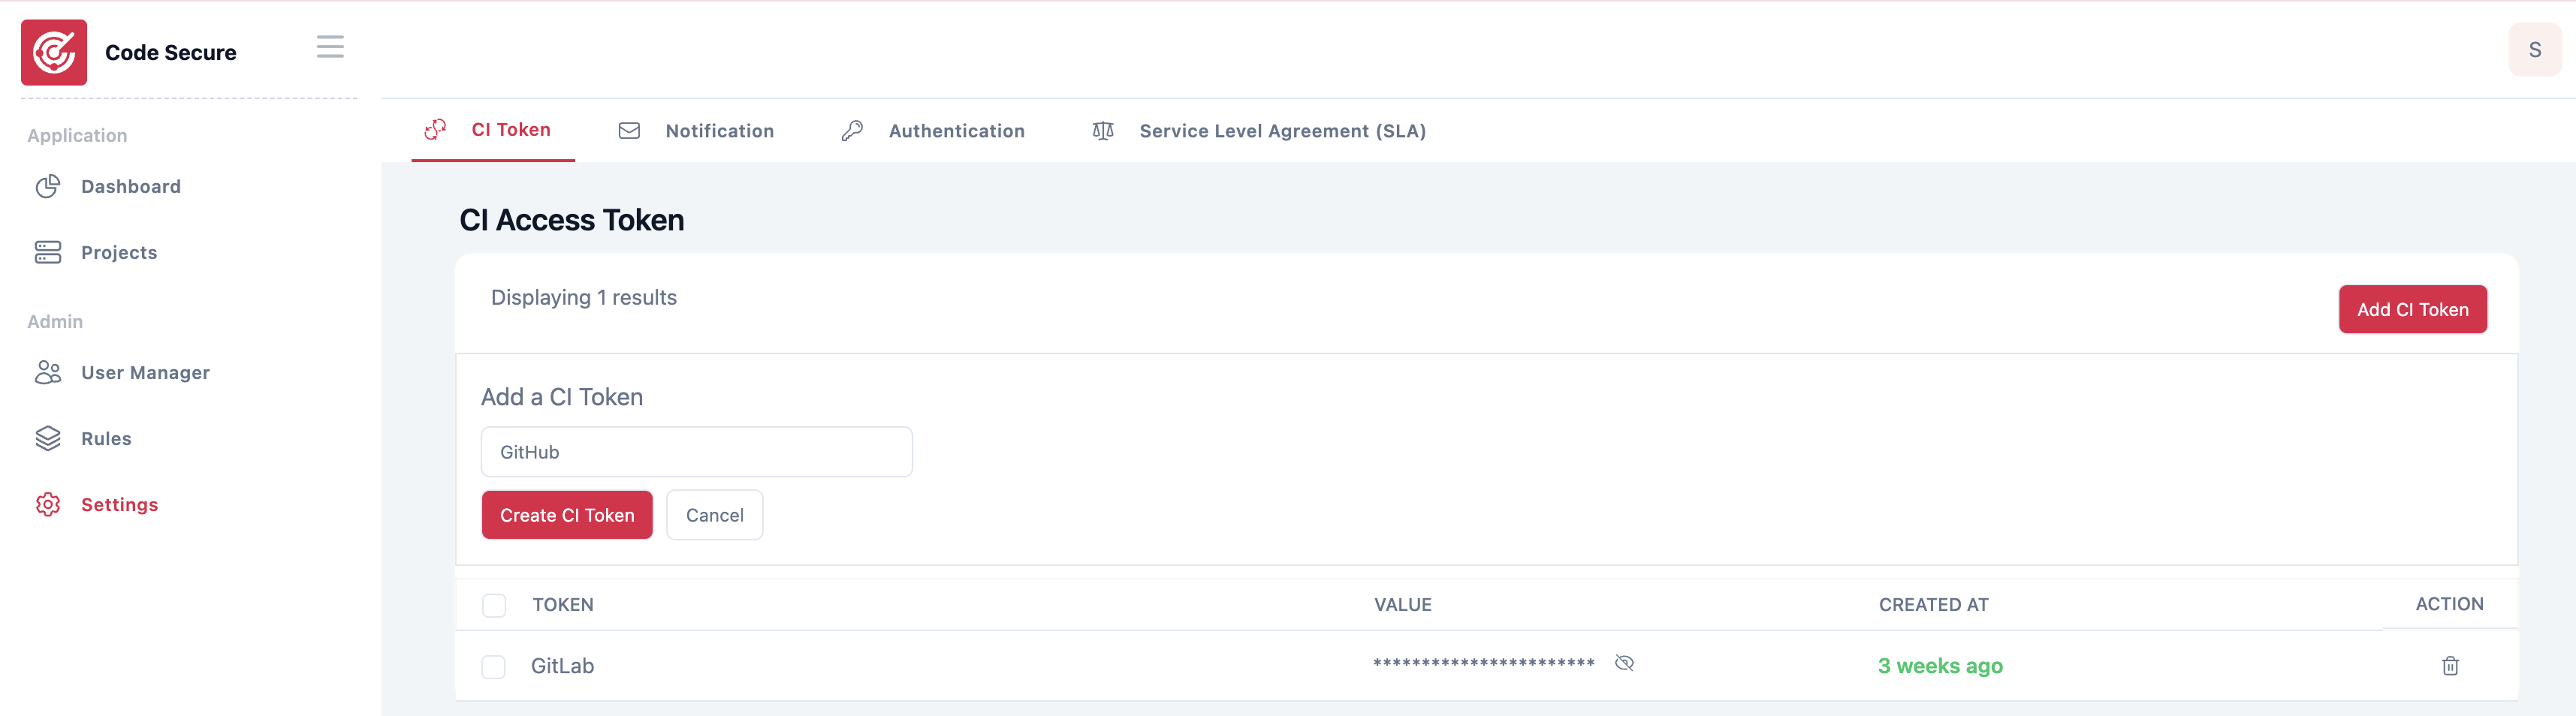 Code Secure
S
Application
Dashboard
Projects
Admin
User Manager
Rules
Settings
CI Token
Notification
Authentication
Service Level Agreement (SLA)
CI Access Token
Displaying 1 results
Add CI Token
Add a CI Token
GitHub
Create CI Token
Cancel
TOKEN VALUE CREATED AT ACTION
GitLab *********************** 3 weeks ago